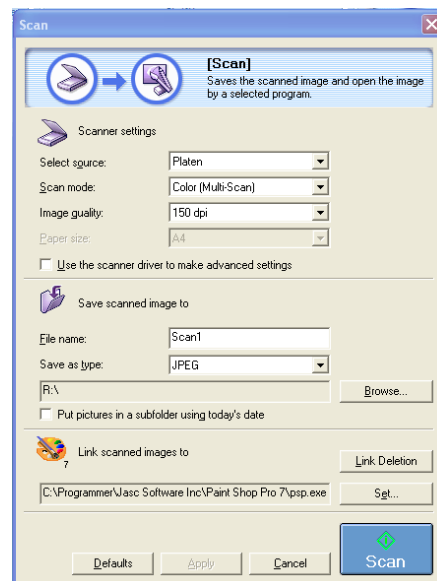 Scan
[Scan]
Saves the scanned image and open the image
by a selected program.
Scanner settings
Select source: Platen
Scan mode: Color (Multi-Scan)
Image quality: 150 dpi
Paper size: A4
Use the scanner driver to make advanced settings
Save scanned image to
File name: Scan1
Save as type: JPEG
R:\ Browse...
Put pictures in a subfolder using today's date
7 Link scanned images to
Link Deletion
C:\Programmer\Jasc Software Inc\Paint Shop Pro 7\psp.exe Set...
Defaults Apply Cancel Scan